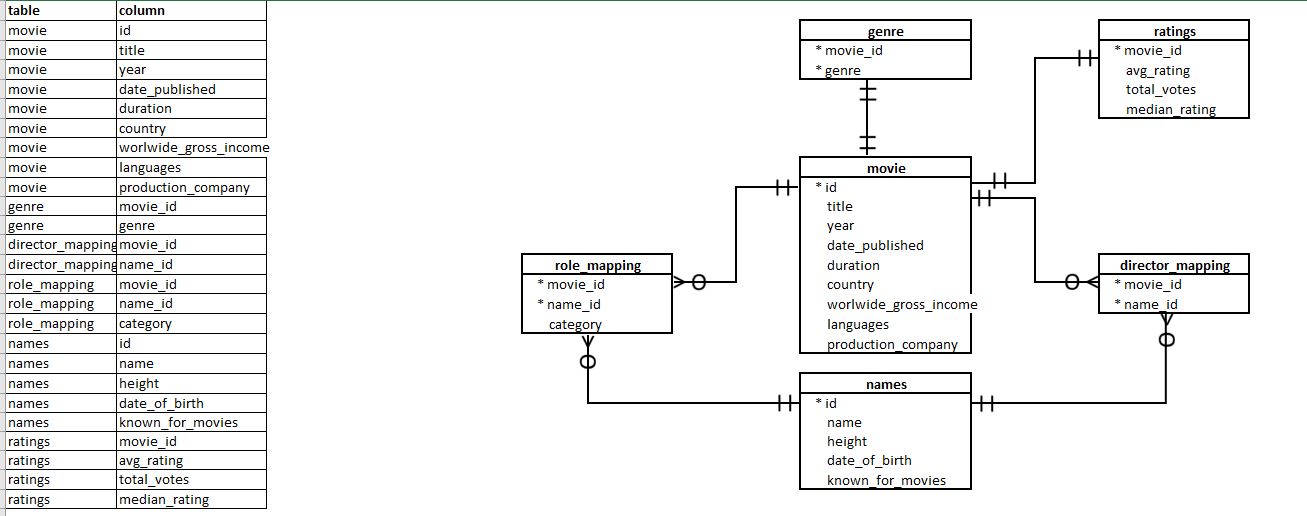 table column
movie id
movie title
movie year
movie date_published
movie duration
movie country
movie worlwide_gross_income
movie languages
movie production_company
genre movie_id
genre genre
director_mapping movie_id
director_mapping name_id
role_mapping movie_id
role_mapping name_id
role_mapping category
names id
names name
names height
names date_of_birth
names known_for_movies
ratings movie_id
ratings avg_rating
ratings total_votes
ratings median_rating
genre
* movie_id
* genre
ratings
* movie_id
avg_rating
total_votes
median_rating
movie
* id
title
year
date_published
duration
country
worlwide_gross_income
languages
production_company
role_mapping
* movie_id
* name_id
category
director_mapping
* movie_id
* name_id
names
* id
name
height
date_of_birth
known_for_movies